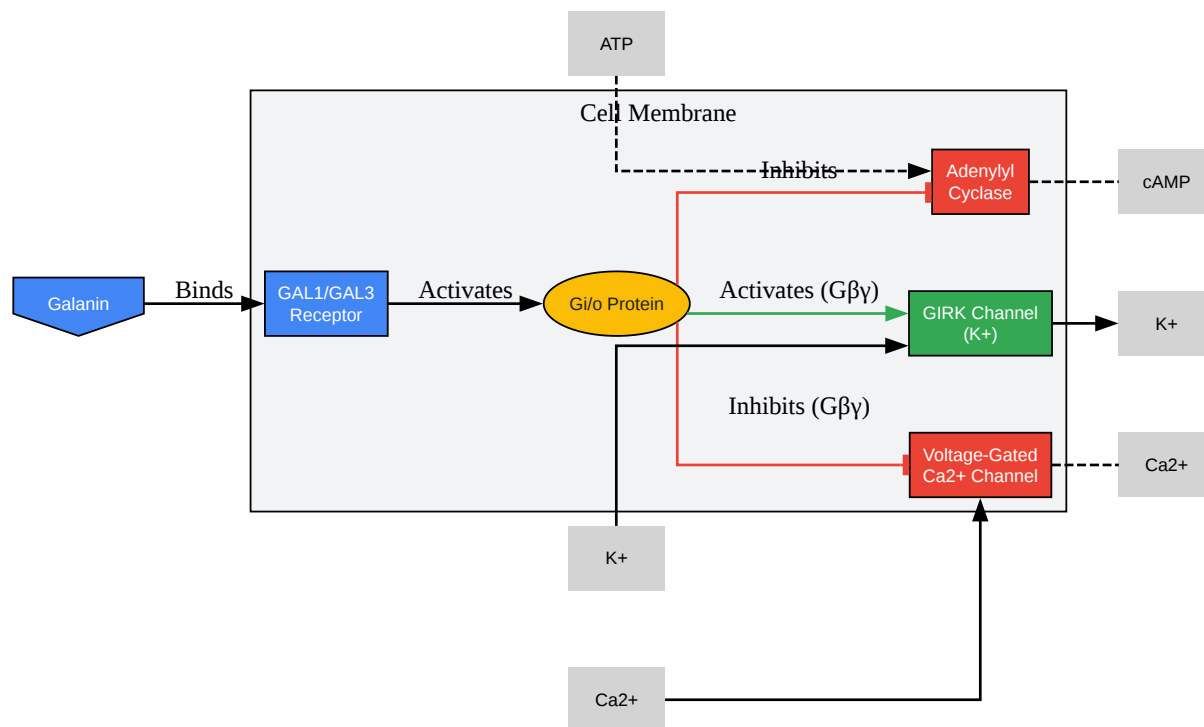 ATP
Cell Membrane
Inhibits
Adenylyl
Cyclase
cAMP
Galanin
Binds
GAL1/GAL3
Receptor
Activates
Gi/o Protein
Activates (Gβγ)
GIRK Channel
(K+)
K+
Inhibits (Gβγ)
Voltage-Gated
Ca2+ Channel
Ca2+
K+
Ca2+